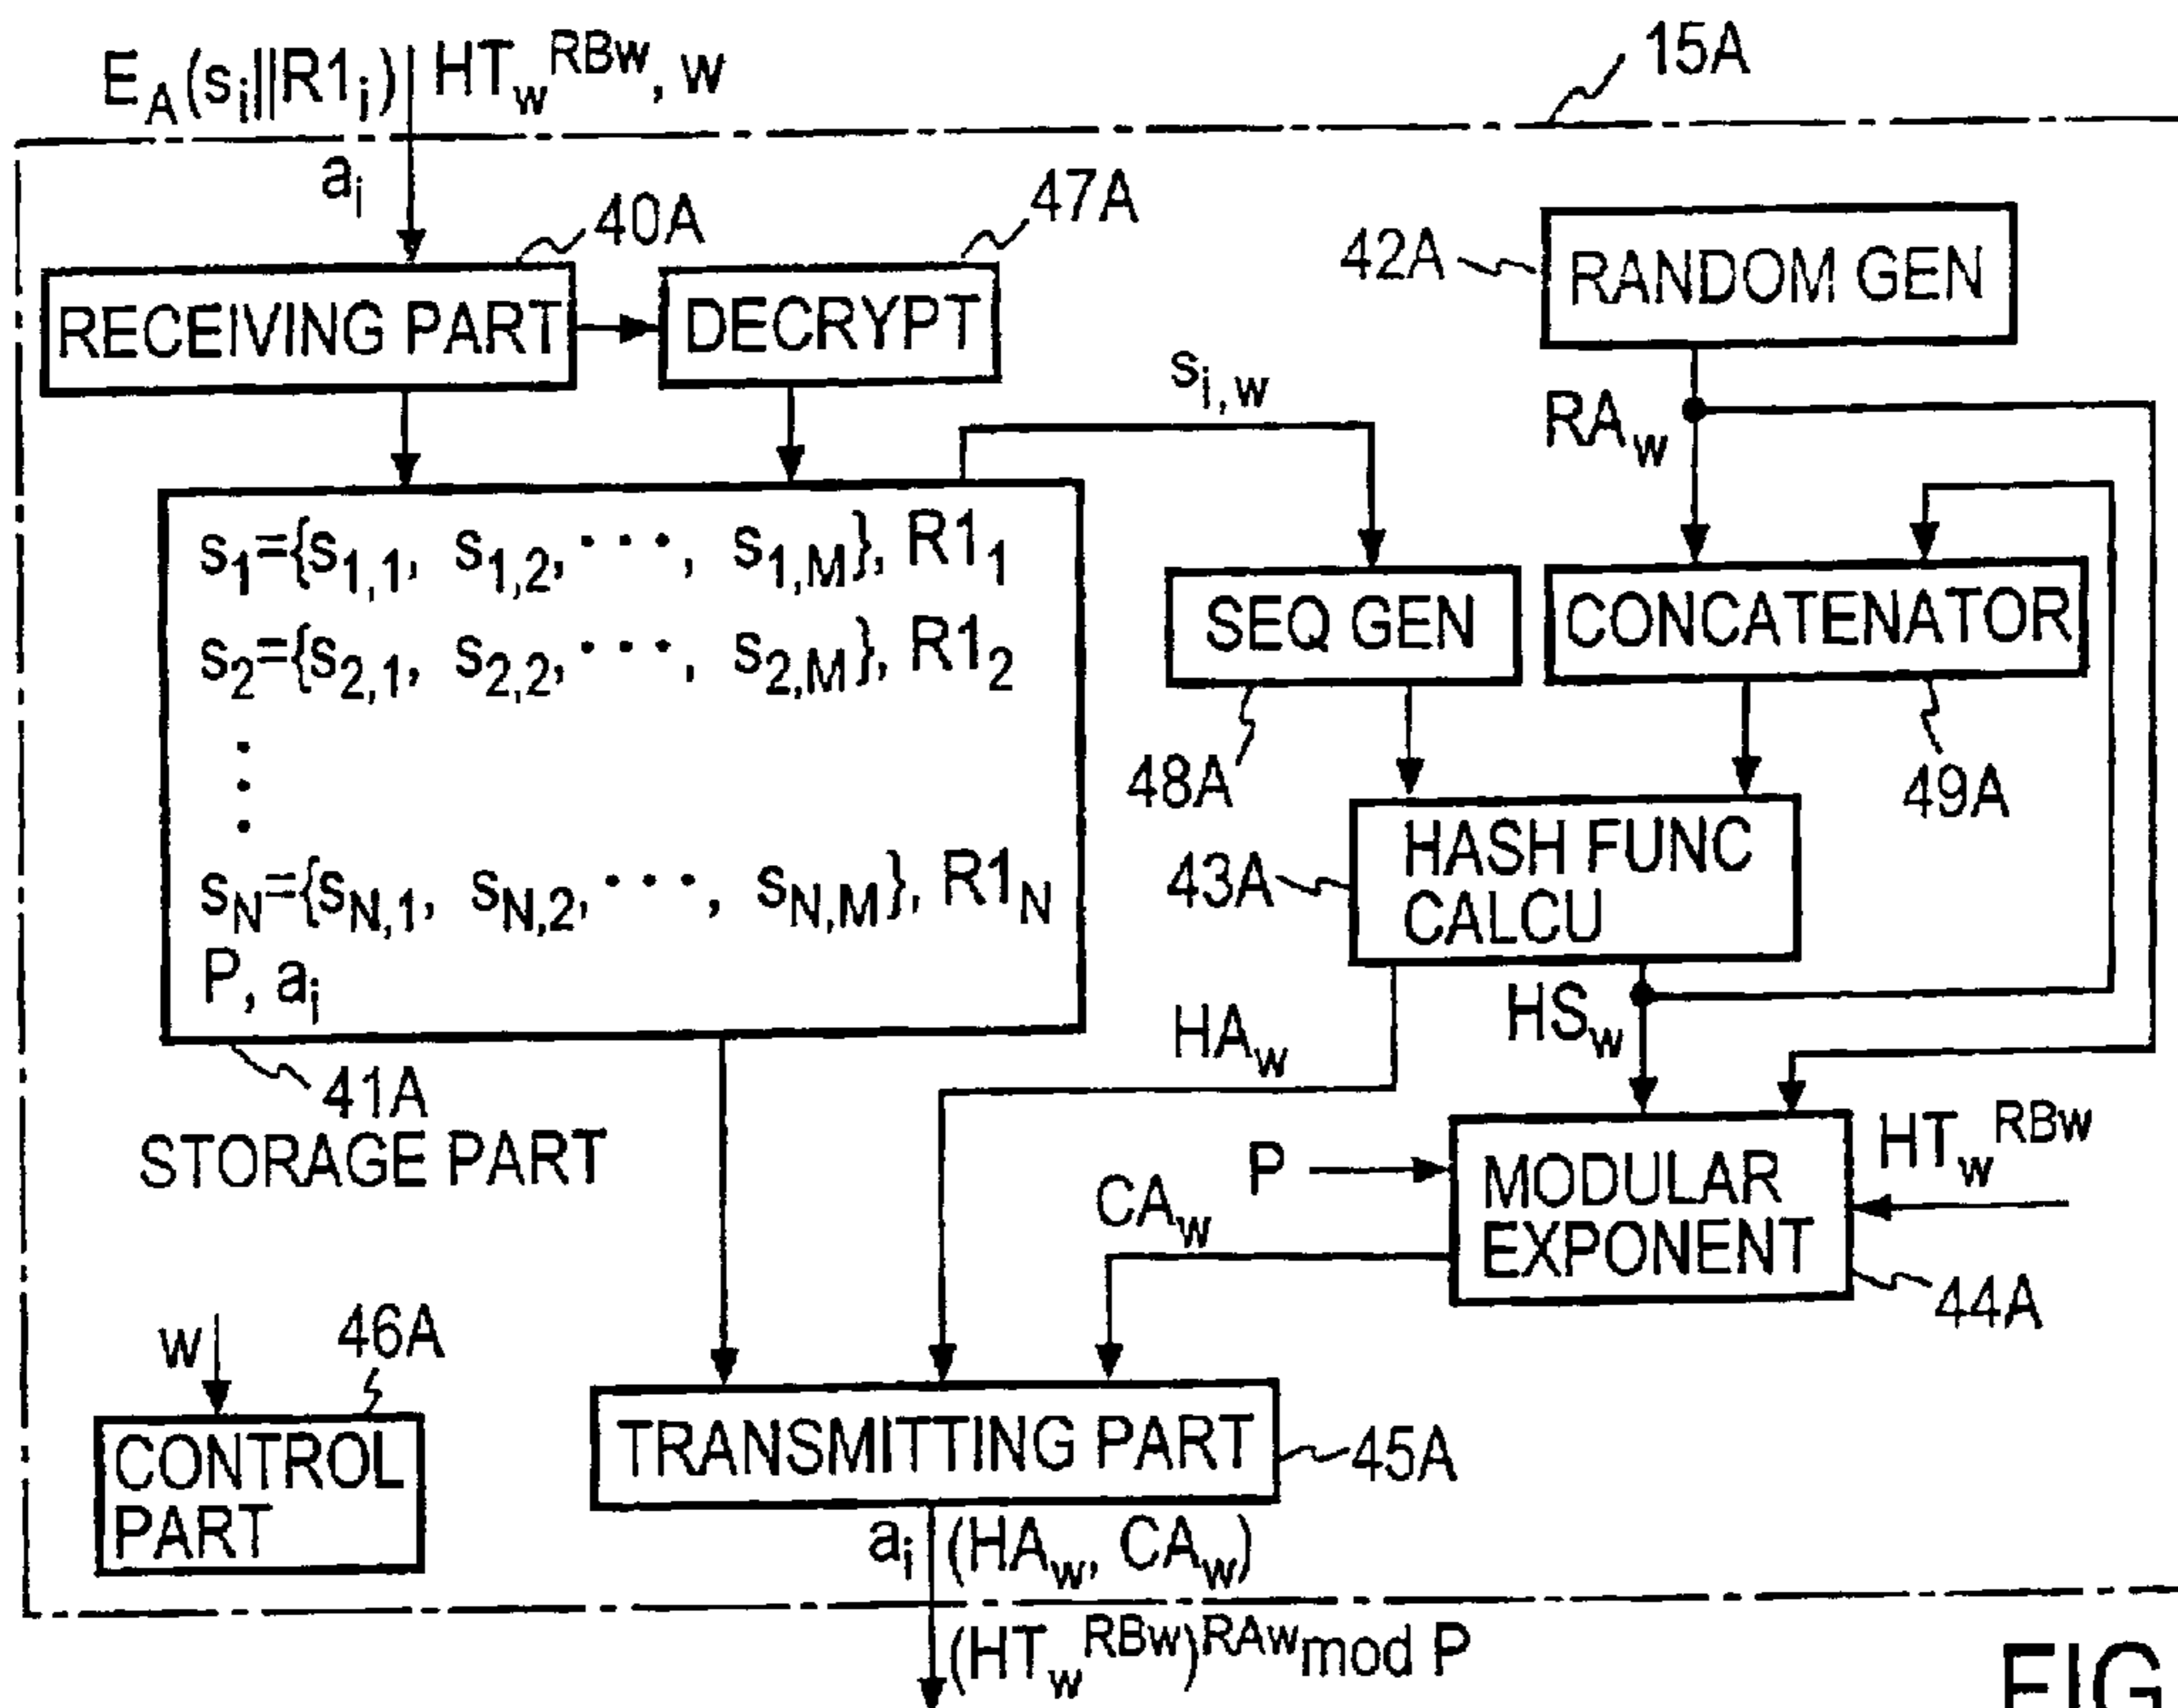 E_A(s_i||R1_i) HT_w^RBw, w
15A
a_i
40A
47A
42A
RANDOM GEN
RECEIVING PART
DECRYPT
s_i,w
RA_w
s_1={s_1,1, s_1,2, ···, s_1,M}, R1_1
s_2={s_2,1, s_2,2, ···, s_2,M}, R1_2
s_N={s_N,1, s_N,2, ···, s_N,M}, R1_N
P, a_i
SEQ GEN
CONCATENATOR
48A
49A
43A
HASH FUNC
CALCU
HA_w
HS_w
41A
STORAGE PART
P
MODULAR
EXPONENT
HT_w^RBw
CA_w
44A
w
46A
CONTROL
PART
TRANSMITTING PART
45A
a_i (HA_w, CA_w)
(HT_w^RBw)^RAw mod P
FIG